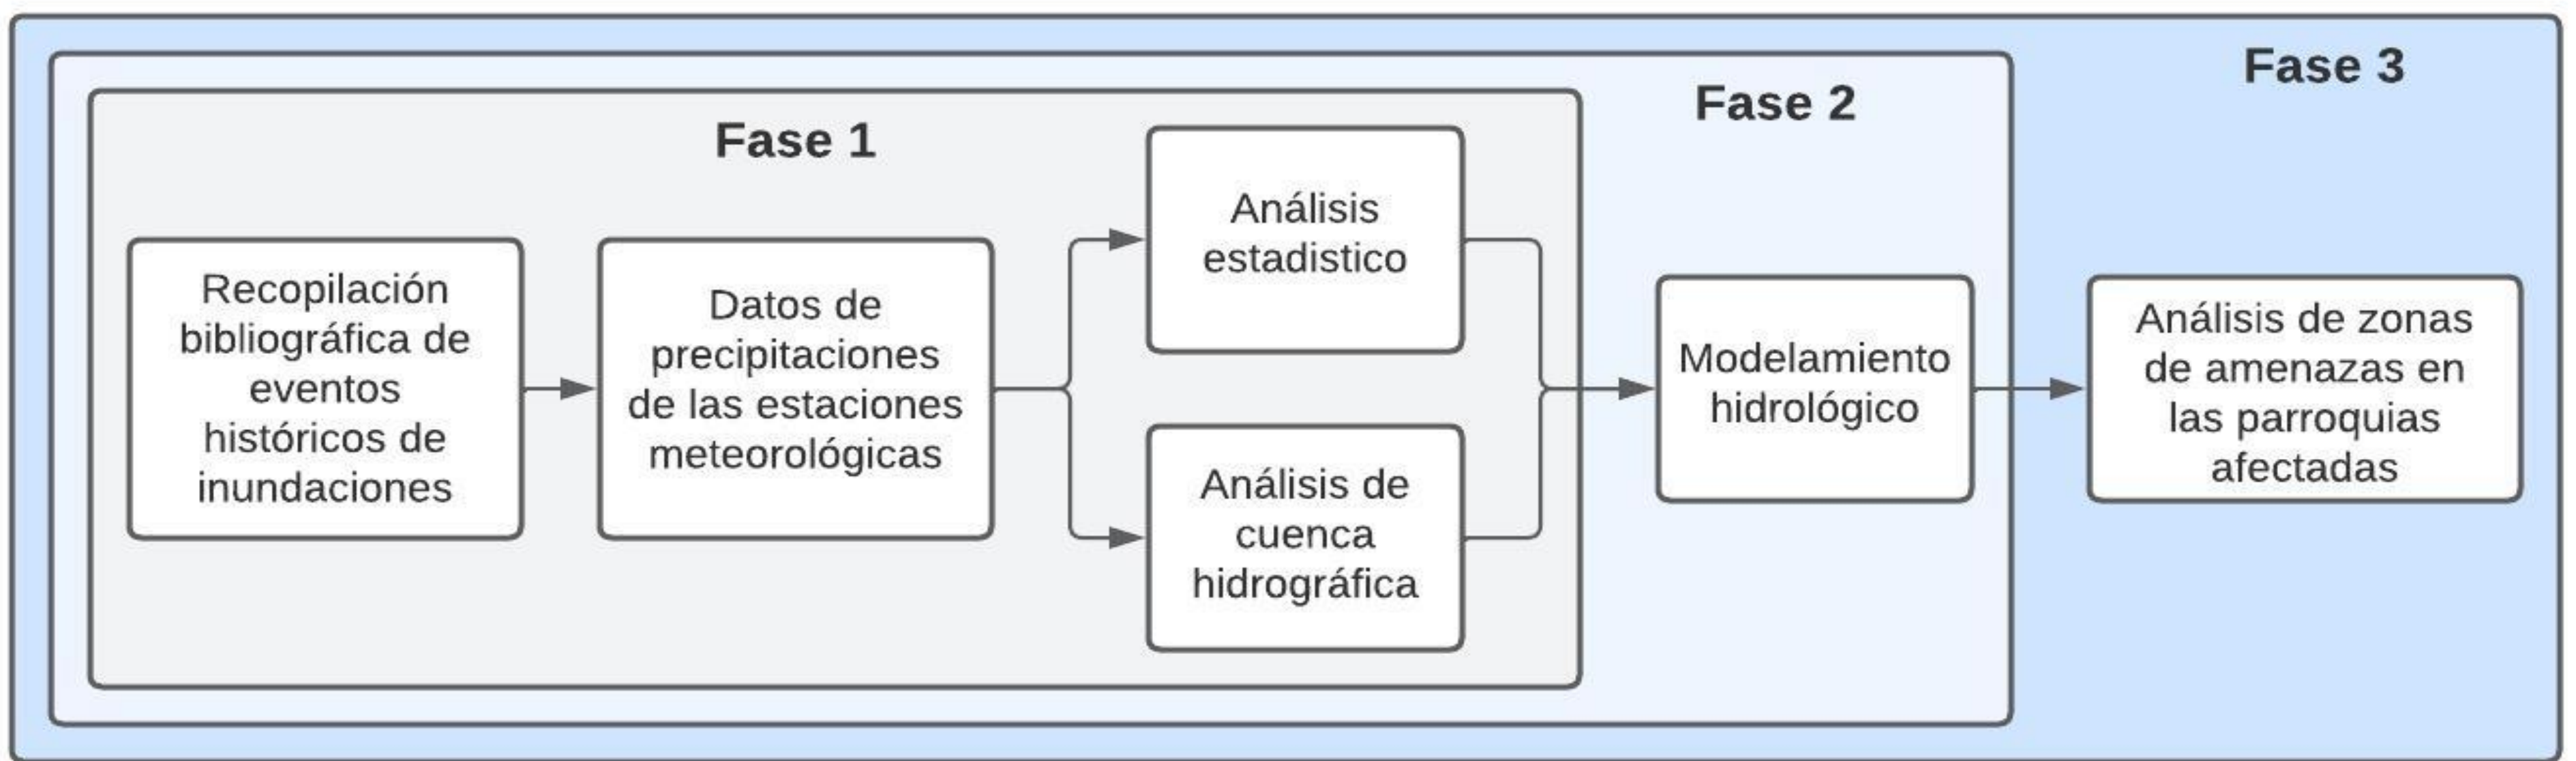 Fase 3
Fase 2
Fase 1
Recopilación
bibliográfica de
eventos
históricos de
inundaciones
Datos de
precipitaciones
de las estaciones
meteorológicas
Análisis
estadistico
Análisis de
cuenca
hidrográfica
Modelamiento
hidrológico
Análisis de zonas
de amenazas en
las parroquias
afectadas